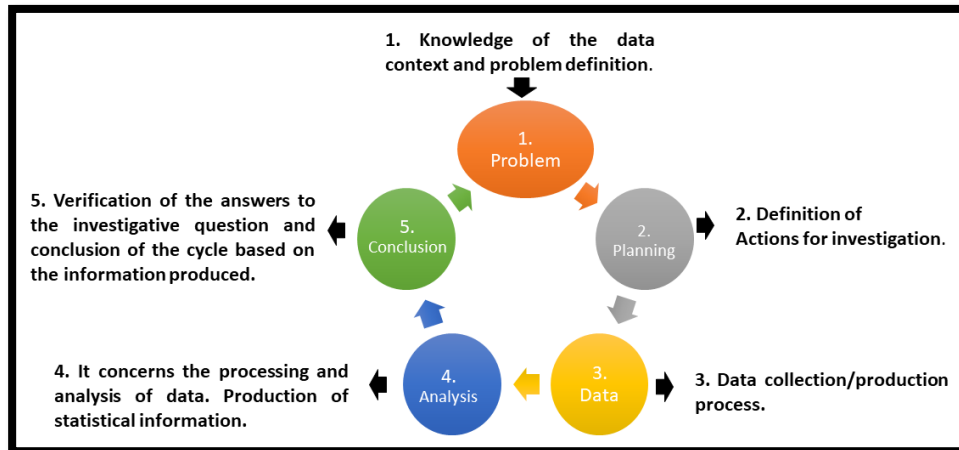 1. Knowledge of the data
context and problem definition.
1.
Problem
2.
Planning
2. Definition of
Actions for investigation.
3.
Data
3. Data collection/production
process.
4.
Analysis
4. It concerns the processing and
analysis of data. Production of
statistical information.
5.
Conclusion
5. Verification of the answers to
the investigative question and
conclusion of the cycle based on
the information produced.